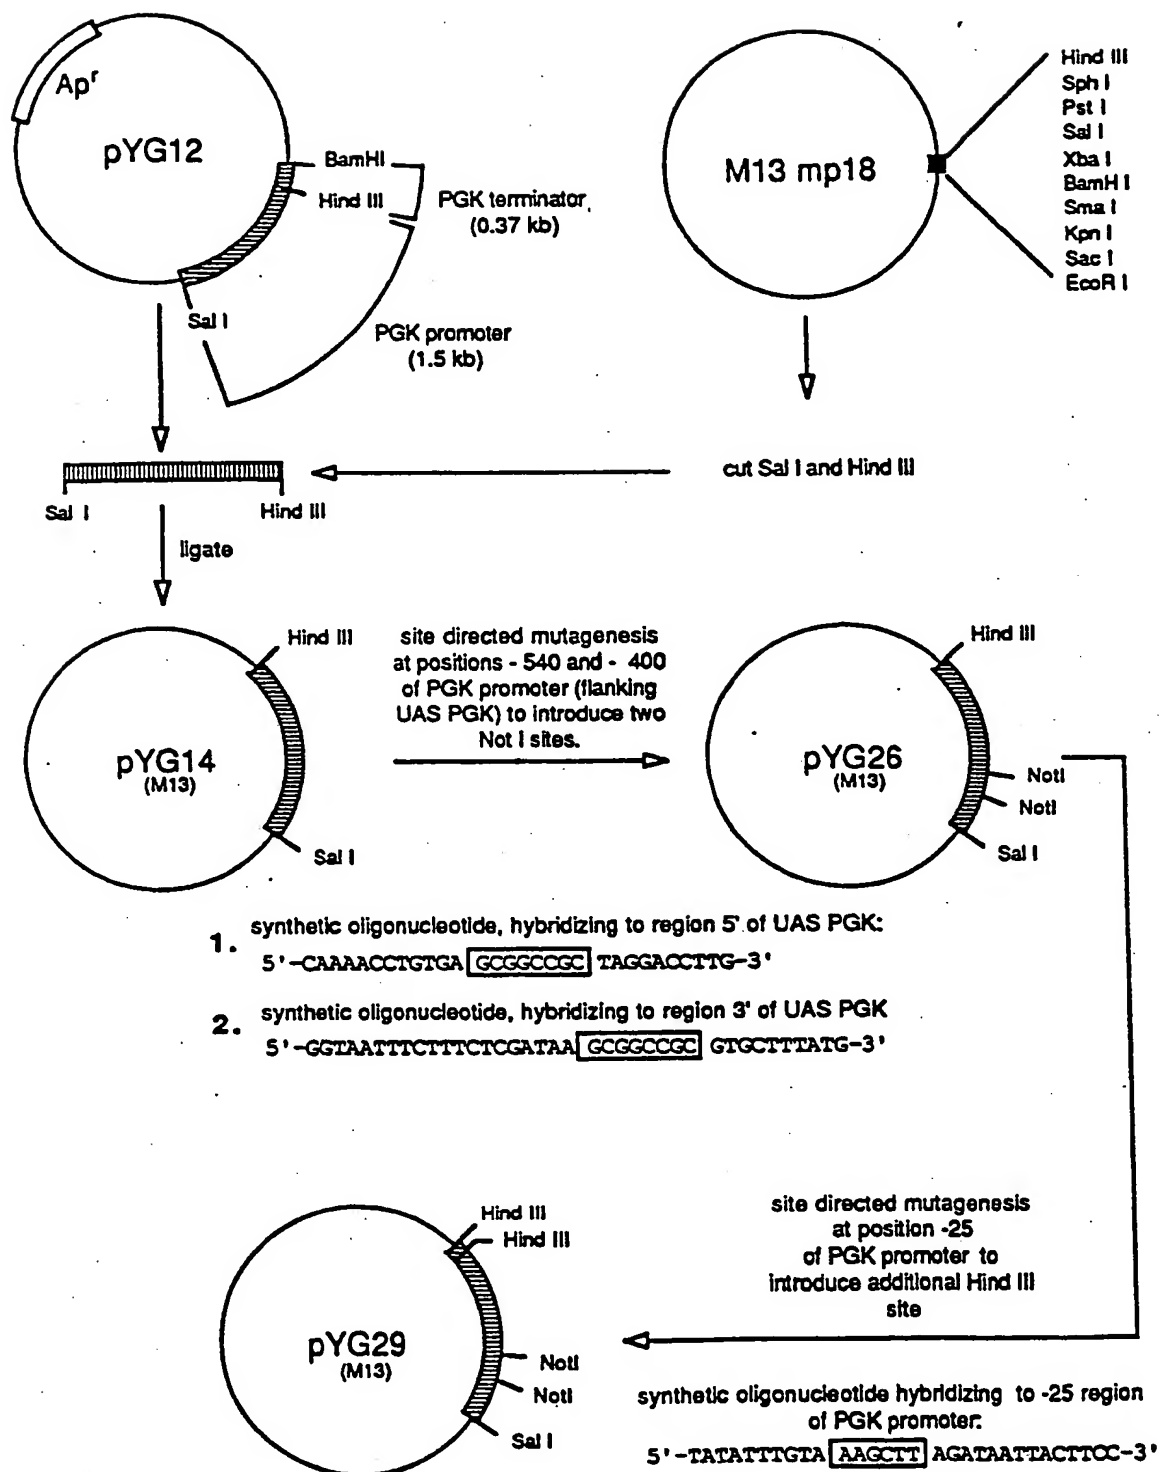 Apʳ
pYG12
BamHI
Hind III
PGK terminator,
(0.37 kb)
Sal I
PGK promoter
(1.5 kb)
M13 mp18
Hind III
Sph I
Pst I
Sal I
Xba I
BamH I
Sma I
Kpn I
Sac I
EcoR I
cut Sal I and Hind III
Sal I
Hind III
ligate
Hind III
pYG14
(M13)
Sal I
site directed mutagenesis
at positions - 540 and - 400
of PGK promoter (flanking
UAS PGK) to introduce two
Not I sites.
Hind III
pYG26
(M13)
NotI
NotI
Sal I
1. synthetic oligonucleotide, hybridizing to region 5' of UAS PGK:
5'-CAAAACCTGTGA GCGGCCGC TAGGACCTTG-3'
2. synthetic oligonucleotide, hybridizing to region 3' of UAS PGK
5'-GGTAATTTCTTTCTCGATAA GCGGCCGC GTGCTTTATG-3'
site directed mutagenesis
at position -25
of PGK promoter to
introduce additional Hind III
site
Hind III
Hind III
pYG29
(M13)
NotI
NotI
Sal I
synthetic oligonucleotide hybridizing to -25 region
of PGK promoter:
5'-TATATTTGTA AAGCTT AGATAATTACTTCC-3'